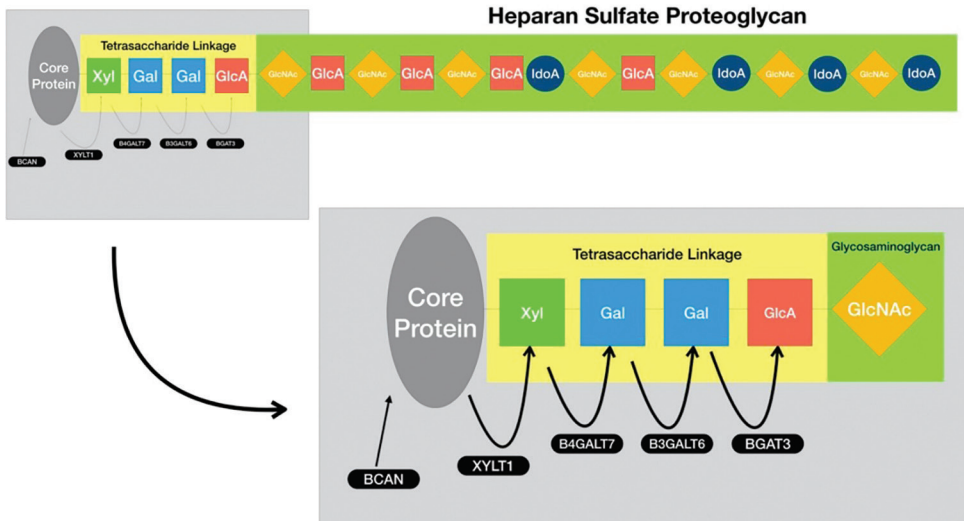 Heparan Sulfate Proteoglycan
Core
Protein
Tetrasaccharide Linkage
Xyl Gal Gal GlcA GlcNAc GlcA GlcNAc GlcA GlcNAc GlcA IdoA GlcNAc GlcA GlcNAc IdoA GlcNAc IdoA GlcNAc IdoA
BCAN XYLT1 B4GALT7 B3GALT6 BGAT3
Tetrasaccharide Linkage
Glycosaminoglycan
Core
Protein
Xyl Gal Gal GlcA GlcNAc
BCAN XYLT1 B4GALT7 B3GALT6 BGAT3